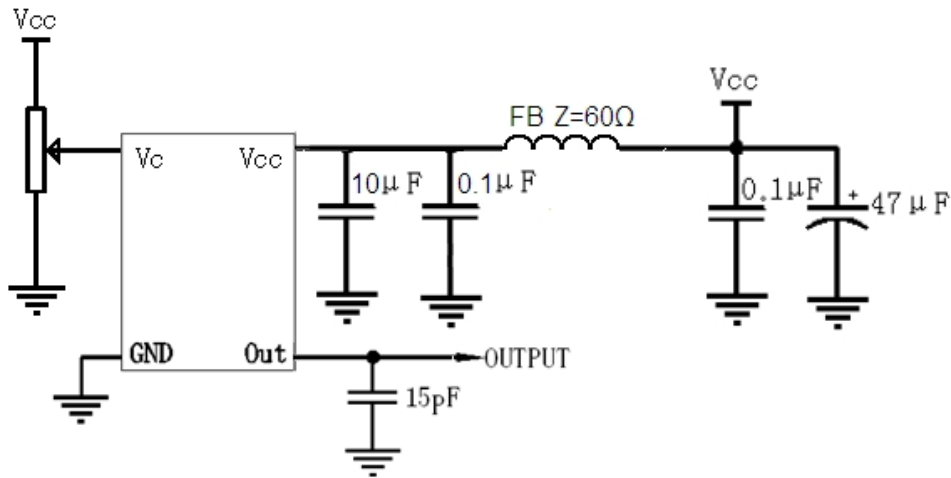 Vcc
Vcc
FB Z=60Ω
Vc
Vcc
10μF
0.1μF
0.1μF
+
47μF
GND
Out
OUTPUT
15pF